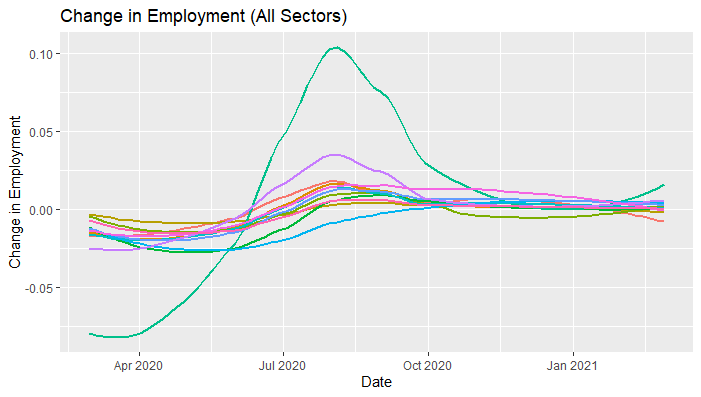 Change in Employment (All Sectors)
Change in Employment
0.10
0.05
0.00
-0.05
Apr 2020
Jul 2020
Oct 2020
Jan 2021
Date